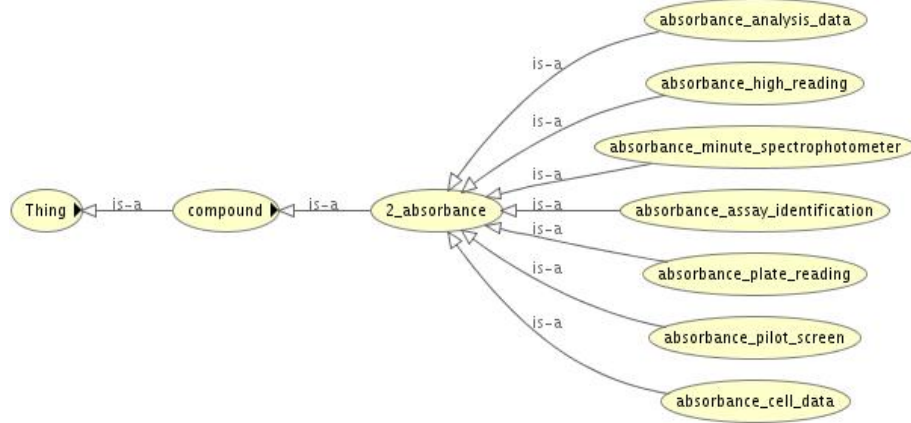 absorbance_analysis_data
is-a
absorbance_high_reading
is-a
absorbance_minute_spectrophotometer
is-a
Thing
is-a
compound
is-a
2_absorbance
is-a
absorbance_assay_identification
is-a
absorbance_plate_reading
is-a
absorbance_pilot_screen
is-a
absorbance_cell_data